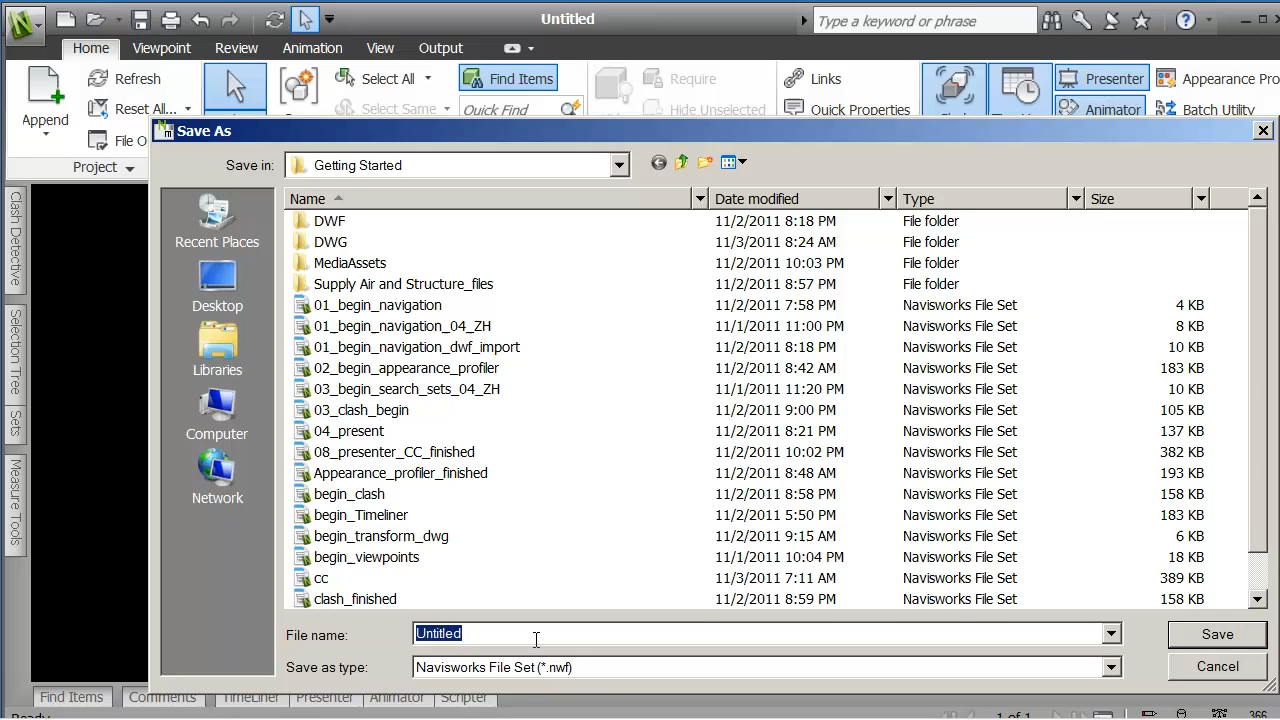 Untitled
Type a keyword or phrase
Home Viewpoint Review Animation View Output
Refresh Select All Find Items Require Links Presenter Appearance Pro
Append Reset All... Select Same Quick Find Hide Unselected Quick Properties Animator Batch Utility
File O
Project
Save As
Save in: Getting Started
Name Date modified Type Size
DWF 11/2/2011 8:18 PM File folder
DWG 11/3/2011 8:24 AM File folder
MediaAssets 11/2/2011 10:03 PM File folder
Supply Air and Structure_files 11/2/2011 8:57 PM File folder
01_begin_navigation 11/2/2011 7:58 PM Navisworks File Set 4 KB
01_begin_navigation_04_ZH 11/1/2011 11:00 PM Navisworks File Set 8 KB
01_begin_navigation_dwf_import 11/2/2011 8:18 PM Navisworks File Set 10 KB
02_begin_appearance_profiler 11/2/2011 8:42 AM Navisworks File Set 183 KB
03_begin_search_sets_04_ZH 11/1/2011 11:20 PM Navisworks File Set 10 KB
03_clash_begin 11/2/2011 9:00 PM Navisworks File Set 105 KB
04_present 11/2/2011 8:21 PM Navisworks File Set 137 KB
08_presenter_CC_finished 11/2/2011 10:02 PM Navisworks File Set 382 KB
Appearance_profiler_finished 11/2/2011 8:48 AM Navisworks File Set 193 KB
begin_clash 11/2/2011 8:58 PM Navisworks File Set 158 KB
begin_Timeliner 11/2/2011 5:50 PM Navisworks File Set 183 KB
begin_transform_dwg 11/2/2011 9:15 AM Navisworks File Set 6 KB
begin_viewpoints 11/1/2011 10:04 PM Navisworks File Set 18 KB
cc 11/3/2011 7:11 AM Navisworks File Set 389 KB
clash_finished 11/2/2011 8:59 PM Navisworks File Set 158 KB
Recent Places
Desktop
Libraries
Computer
Network
File name: Untitled Save
Save as type: Navisworks File Set (*.nwf) Cancel
Clash Detective
Selection Tree
Sets
Measure Tools
Find Items Comments TimeLiner Presenter Animator Scripter
Ready 1 of 1 366